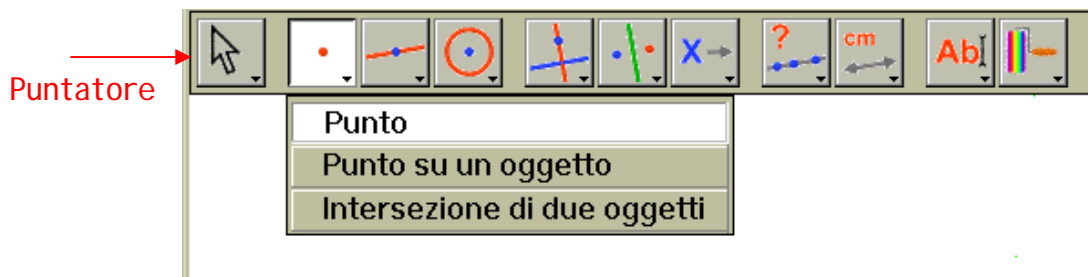 Puntatore
X
?
cm
Ab
Punto
Punto su un oggetto
Intersezione di due oggetti